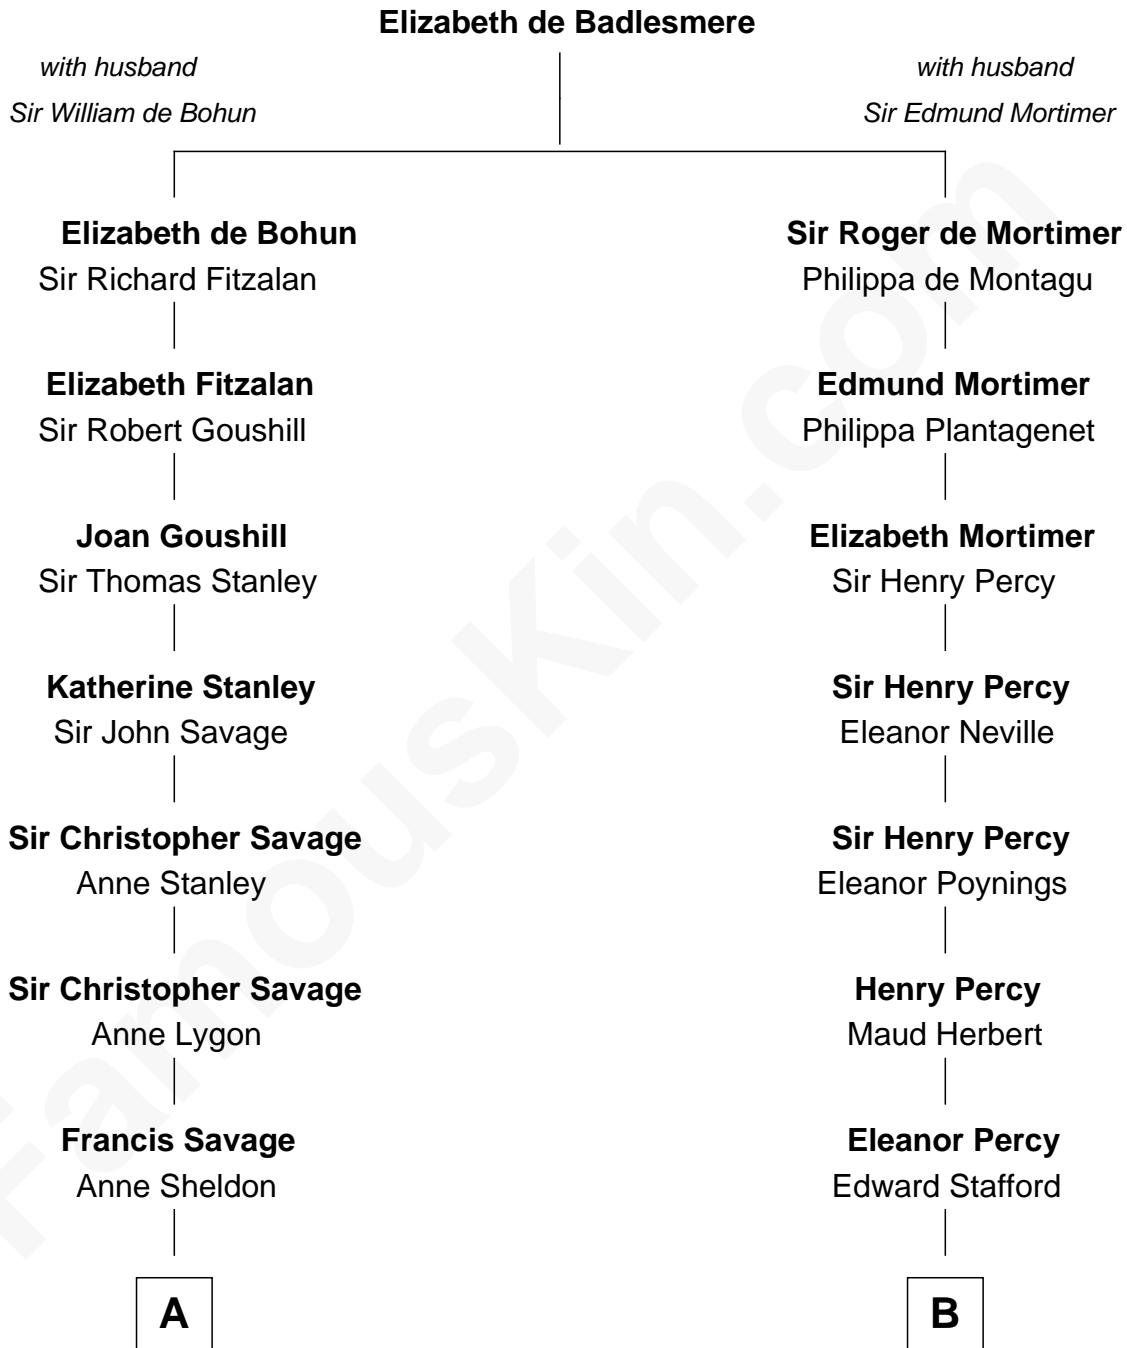 Elizabeth de Badlesmere
with husband
Sir William de Bohun
with husband
Sir Edmund Mortimer
Elizabeth de Bohun
Sir Richard Fitzalan
Sir Roger de Mortimer
Philippa de Montagu
Elizabeth Fitzalan
Sir Robert Goushill
Edmund Mortimer
Philippa Plantagenet
Joan Goushill
Sir Thomas Stanley
Elizabeth Mortimer
Sir Henry Percy
Katherine Stanley
Sir John Savage
Sir Henry Percy
Eleanor Neville
Sir Christopher Savage
Anne Stanley
Sir Henry Percy
Eleanor Poynings
Sir Christopher Savage
Anne Lygon
Henry Percy
Maud Herbert
Francis Savage
Anne Sheldon
Eleanor Percy
Edward Stafford
A
B
FamousKin.com